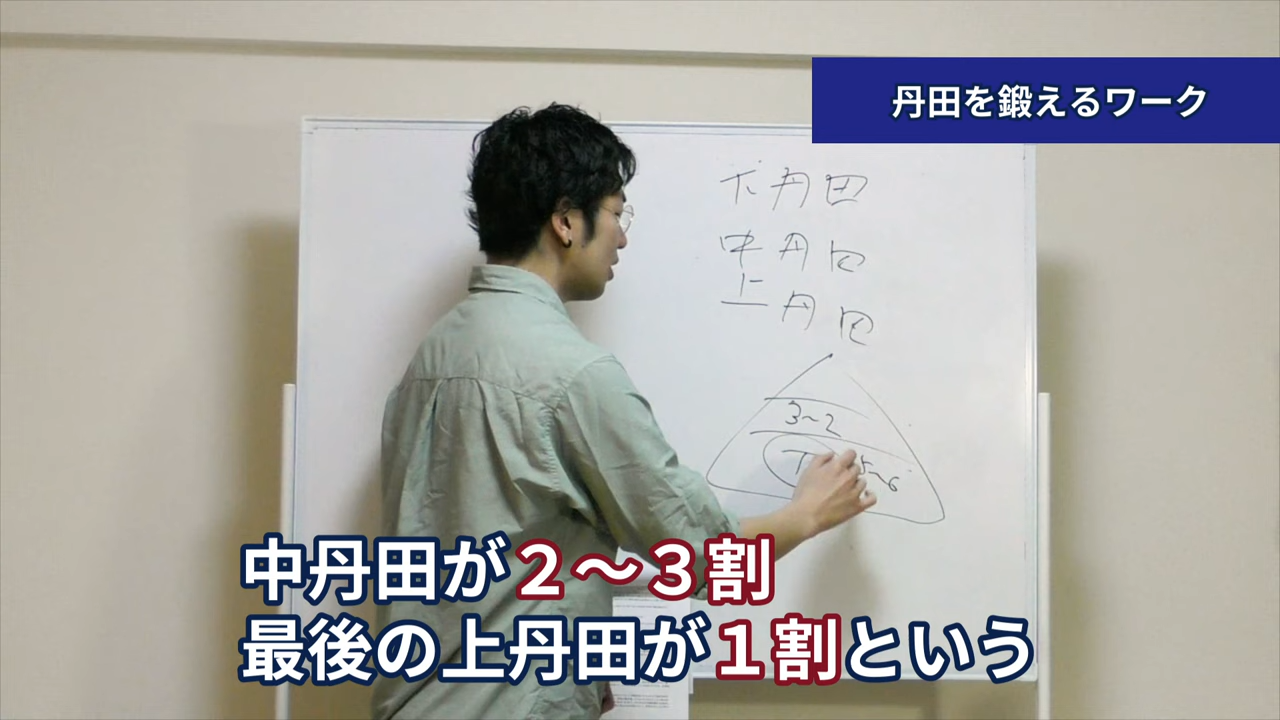 丹田を鍛えるワーク
下丹田
中丹田
上丹田
3~2
下
5~6
中丹田が２～３割
最後の上丹田が１割という